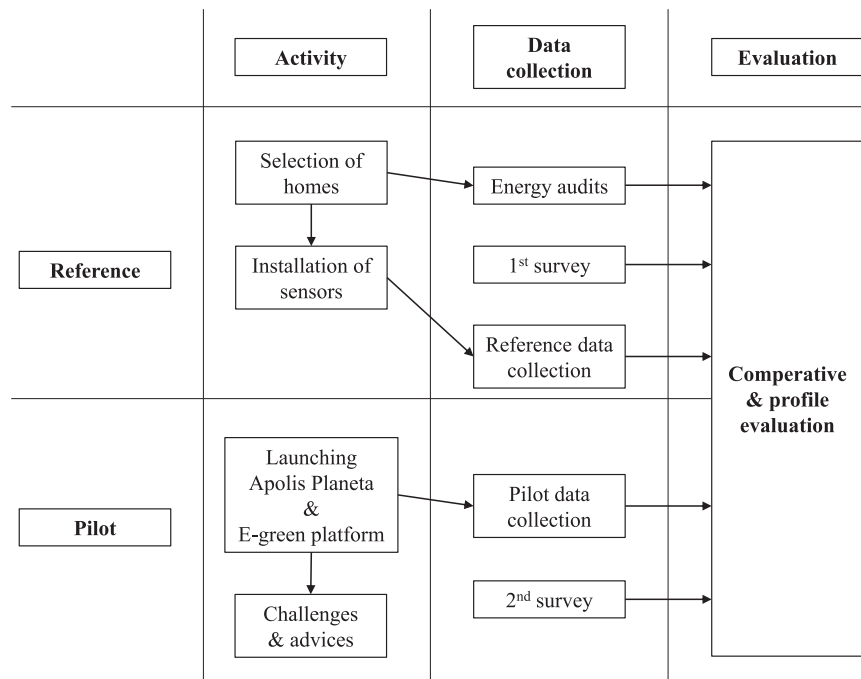 Activity
Data
collection
Evaluation
Reference
Selection of
homes
Energy audits
Installation of
sensors
1st survey
Reference data
collection
Comperative
& profile
evaluation
Pilot
Launching
Apolis Planeta
&
E-green platform
Pilot data
collection
Challenges
& advices
2nd survey